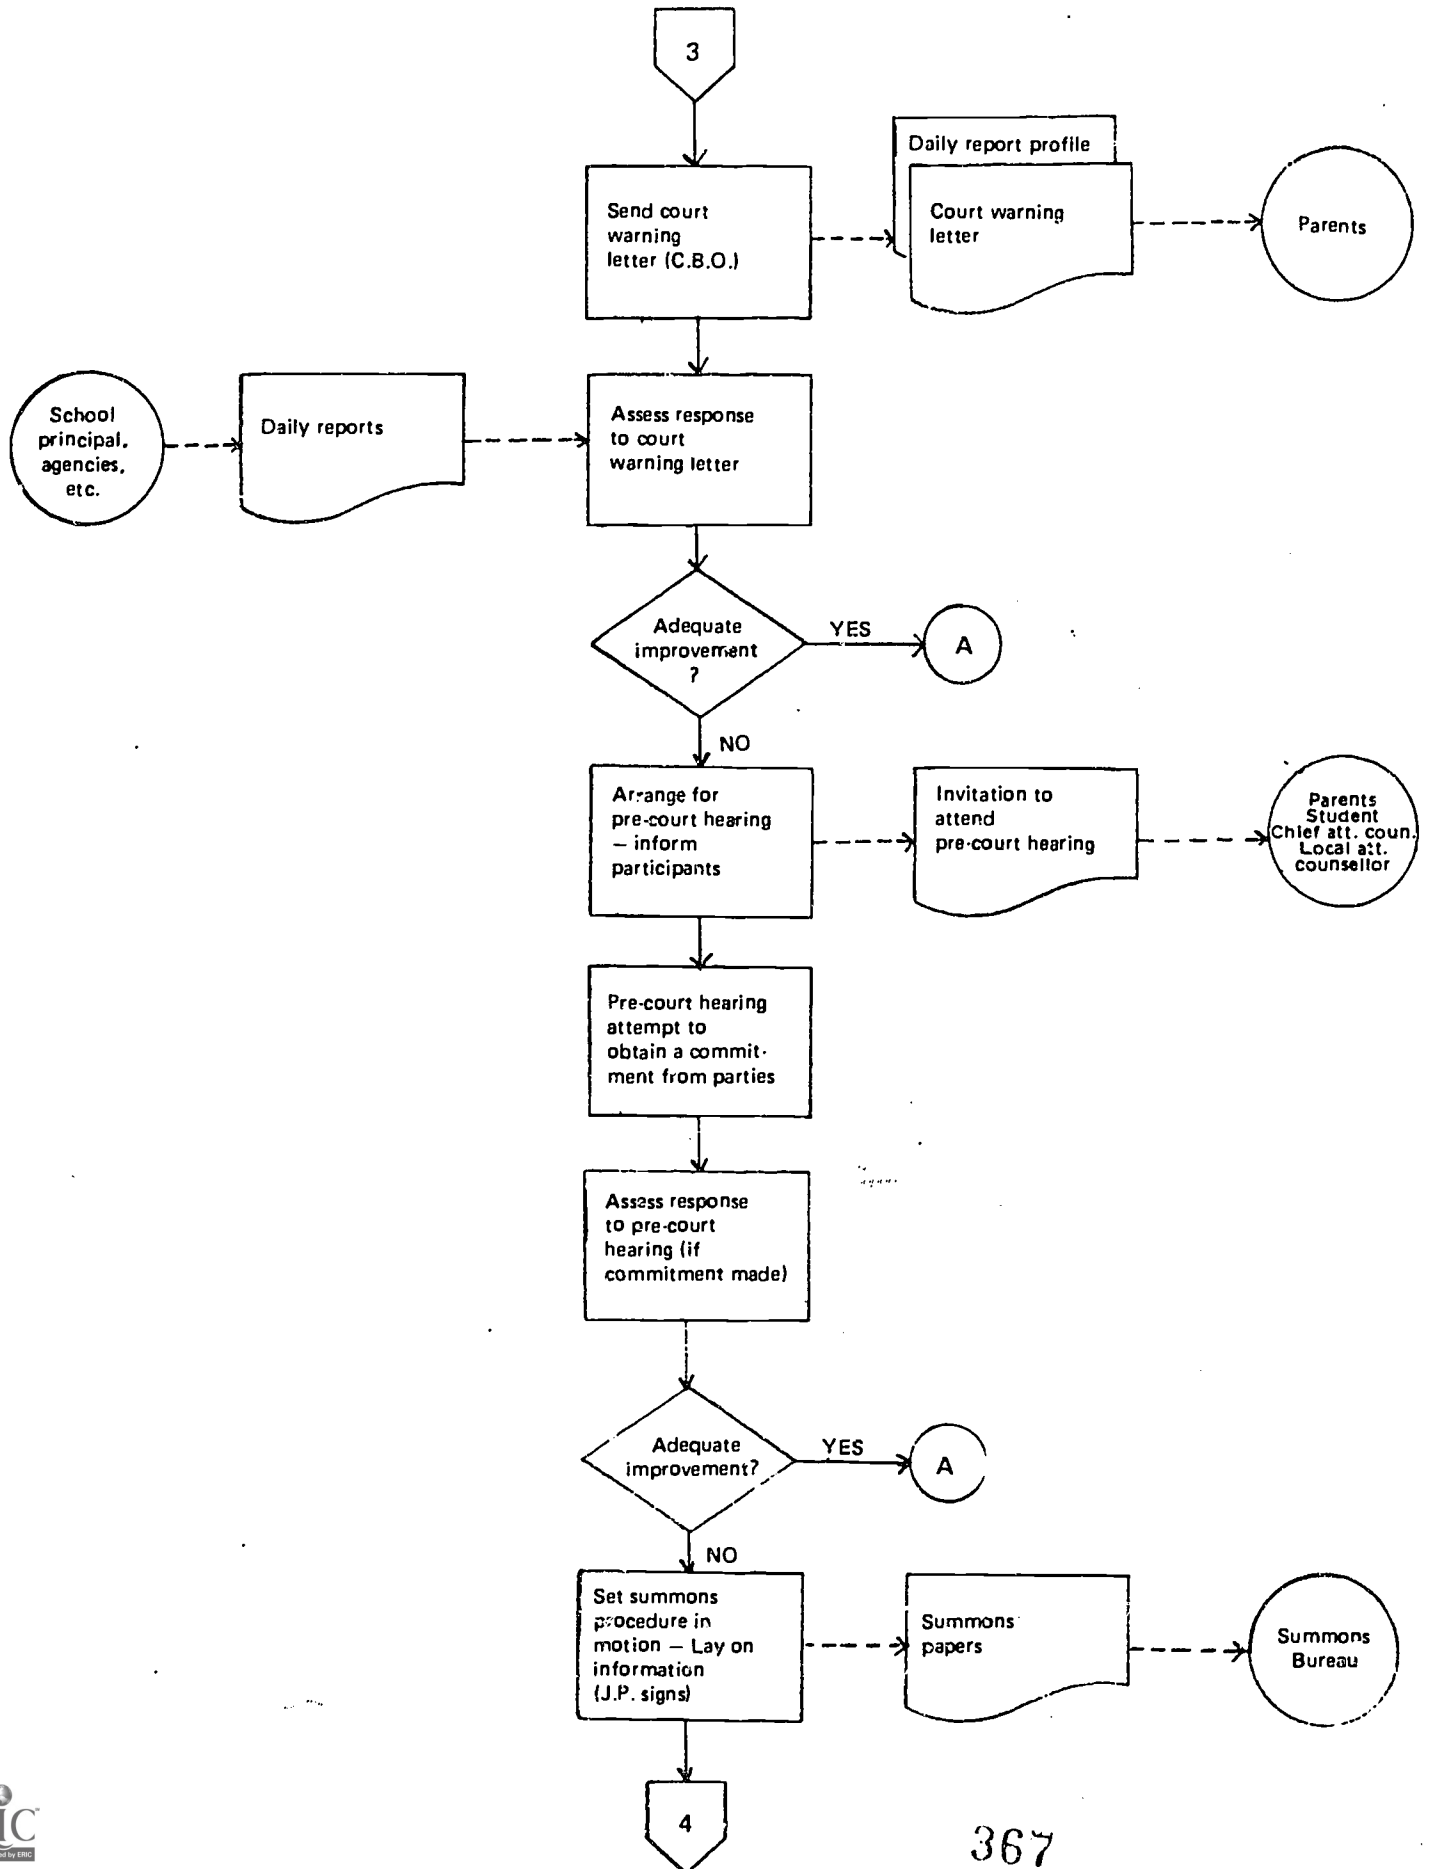 3
Daily report profile
Send court
warning
letter (C.B.O.)
Court warning
letter
Parents
School
principal,
agencies,
etc.
Daily reports
Assess response
to court
warning letter
Adequate
improvement
?
YES
A
NO
Arrange for
pre-court hearing
– inform
participants
Invitation to
attend
pre-court hearing
Parents
Student
Chief att. coun.
Local att.
counsellor
Pre-court hearing
attempt to
obtain a commit-
ment from parties
Assess response
to pre-court
hearing (if
commitment made)
Adequate
improvement?
YES
A
NO
Set summons
procedure in
motion – Lay on
information
(J.P. signs)
Summons
papers
Summons
Bureau
4
367